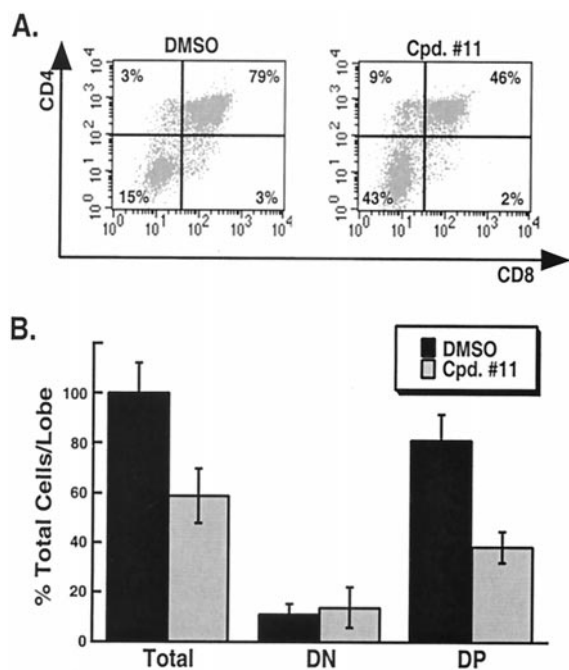 A.
DMSO
Cpd. #11
CD4
10⁴
10³
10²
10¹
10⁰
3%
79%
15%
3%
10⁰ 10¹ 10² 10³ 10⁴
10⁴
10³
10²
10¹
10⁰
9%
46%
43%
2%
10⁰ 10¹ 10² 10³ 10⁴
CD8
B.
DMSO
Cpd. #11
% Total Cells/Lobe
100
80
60
40
20
0
Total DN DP